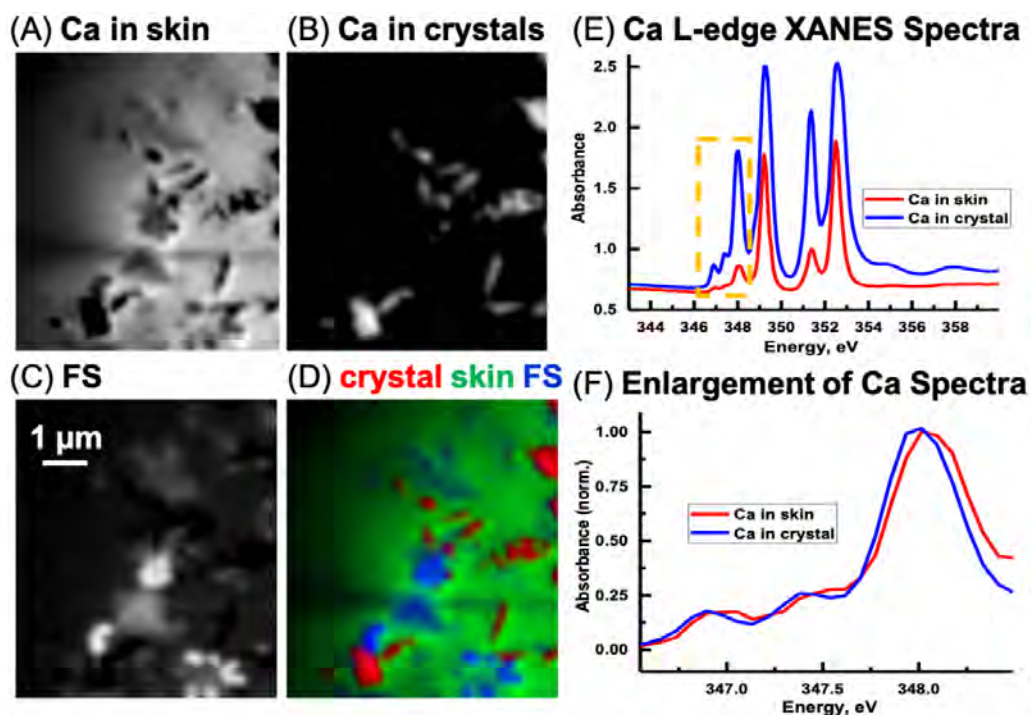 (A) Ca in skin
(B) Ca in crystals
(C) FS
1 µm
(D) crystal skin FS
(E) Ca L-edge XANES Spectra
Absorbance
2.5
2.0
1.5
1.0
0.5
Ca in skin
Ca in crystal
344 346 348 350 352 354 356 358
Energy, eV
(F) Enlargement of Ca Spectra
Absorbance (norm.)
1.00
0.75
0.50
0.25
0.00
Ca in skin
Ca in crystal
347.0 347.5 348.0
Energy, eV